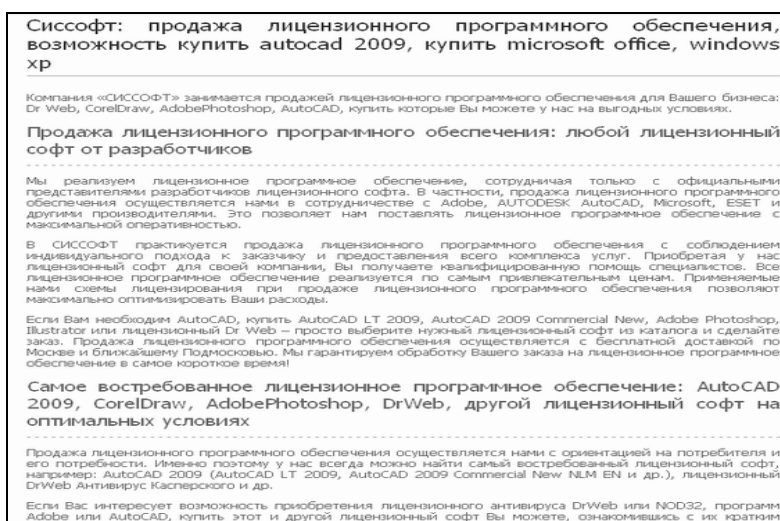 Сиссофт: продажа лицензионного программного обеспечения,
возможность купить autocad 2009, купить microsoft office, windows
xp
Компания «СИССОФТ» занимается продажей лицензионного программного обеспечения для Вашего бизнеса:
Dr Web, CorelDraw, AdobePhotoshop, AutoCAD, купить которые Вы можете у нас на выгодных условиях.
Продажа лицензионного программного обеспечения: любой лицензионный
софт от разработчиков
Мы реализуем лицензионное программное обеспечение, сотрудничая только с официальными
представителями разработчиков лицензионного софта. В частности, продажа лицензионного программного
обеспечения осуществляется нами в сотрудничестве с Adobe, AUTODESK AutoCAD, Microsoft, ESET и
другими производителями. Это позволяет нам поставлять лицензионное программное обеспечение с
максимальной оперативностью.
В СИССОФТ практикуется продажа лицензионного программного обеспечения с соблюдением
индивидуального подхода к заказчику и предоставления всего комплекса услуг. Приобретая у нас
лицензионный софт для своей компании, Вы получаете квалифицированную помощь специалистов. Все
лицензионное программное обеспечение реализуется по самым привлекательным ценам. Применяемые
нами схемы лицензирования при продаже лицензионного программного обеспечения позволяют
максимально оптимизировать Ваши расходы.
Если Вам необходим AutoCAD, купить AutoCAD LT 2009, AutoCAD 2009 Commercial New, Adobe Photoshop,
Illustrator или лицензионный Dr Web – просто выберите нужный лицензионный софт из каталога и сделайте
заказ. Продажа лицензионного программного обеспечения осуществляется с бесплатной доставкой по
Москве и ближайшему Подмосковью. Мы гарантируем обработку Вашего заказа на лицензионное программное
обеспечение в самое короткое время!
Самое востребованное лицензионное программное обеспечение: AutoCAD
2009, CorelDraw, AdobePhotoshop, DrWeb, другой лицензионный софт на
оптимальных условиях
Продажа лицензионного программного обеспечения осуществляется нами с ориентацией на потребителя и
его потребности. Именно поэтому у нас всегда можно найти самый востребованный лицензионный софт,
например: AutoCAD 2009 (AutoCAD LT 2009, AutoCAD 2009 Commercial New NLM EN и др.), лицензионный
DrWeb Антивирус Касперского и др.
Если Вас интересует возможность приобретения лицензионного антивируса DrWeb или NOD32, программ
Adobe или AutoCAD, купить этот и другой лицензионный софт Вы можете, ознакомившись с их кратким